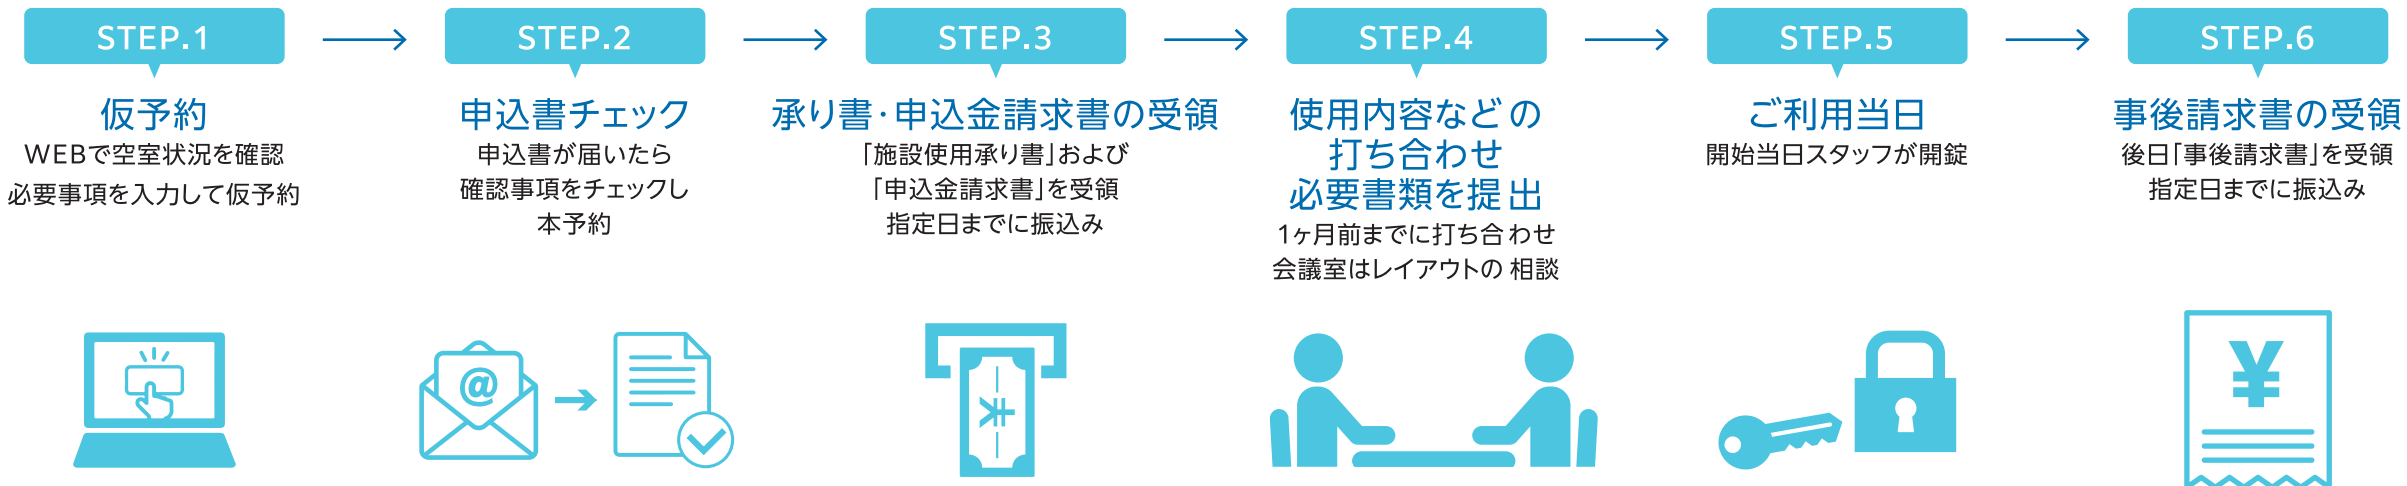 STEP.1
仮予約
WEBで空室状況を確認
必要事項を入力して仮予約
STEP.2
申込書チェック
申込書が届いたら
確認事項をチェックし
本予約
@
STEP.3
承り書・申込金請求書の受領
「施設使用承り書」および
「申込金請求書」を受領
指定日までに振込み
¥
STEP.4
使用内容などの
打ち合わせ
必要書類を提出
1ヶ月前までに打ち合わせ
会議室はレイアウトの相談
STEP.5
ご利用当日
開始当日スタッフが開錠
STEP.6
事後請求書の受領
後日「事後請求書」を受領
指定日までに振込み
¥